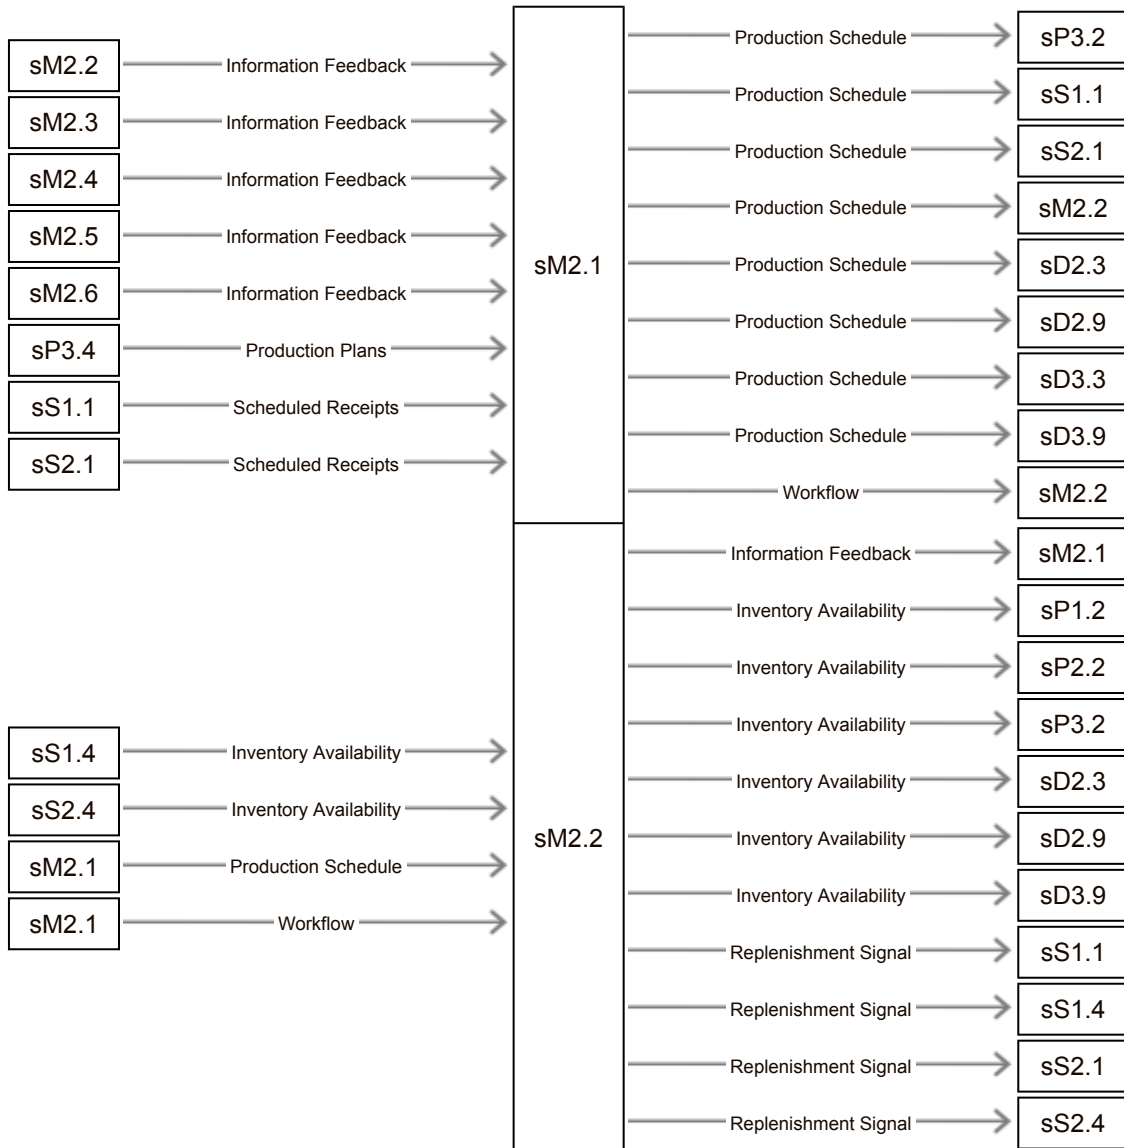 sM2.2 Information Feedback
sM2.3 Information Feedback
sM2.4 Information Feedback
sM2.5 Information Feedback
sM2.6 Information Feedback
sP3.4 Production Plans
sS1.1 Scheduled Receipts
sS2.1 Scheduled Receipts
sM2.1
Production Schedule sP3.2
Production Schedule sS1.1
Production Schedule sS2.1
Production Schedule sM2.2
Production Schedule sD2.3
Production Schedule sD2.9
Production Schedule sD3.3
Production Schedule sD3.9
Workflow sM2.2
sS1.4 Inventory Availability
sS2.4 Inventory Availability
sM2.1 Production Schedule
sM2.1 Workflow
sM2.2
Information Feedback sM2.1
Inventory Availability sP1.2
Inventory Availability sP2.2
Inventory Availability sP3.2
Inventory Availability sD2.3
Inventory Availability sD2.9
Inventory Availability sD3.9
Replenishment Signal sS1.1
Replenishment Signal sS1.4
Replenishment Signal sS2.1
Replenishment Signal sS2.4